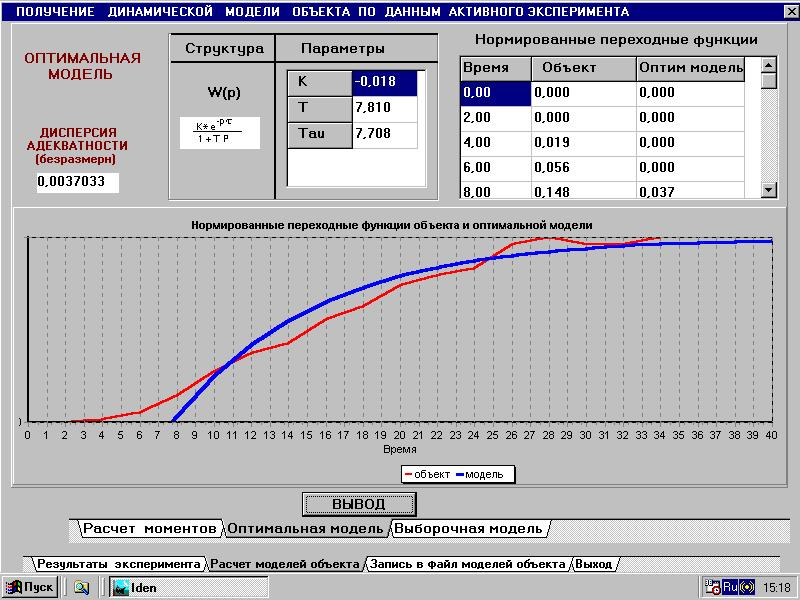 ПОЛУЧЕНИЕ ДИНАМИЧЕСКОЙ МОДЕЛИ ОБЪЕКТА ПО ДАННЫМ АКТИВНОГО ЭКСПЕРИМЕНТА
ОПТИМАЛЬНАЯ
МОДЕЛЬ
ДИСПЕРСИЯ
АДЕКВАТНОСТИ
(безразмерн)
0,0037033
Структура Параметры
W(p)
K*e^-pτ
1+T P
K -0,018
T 7,810
Tau 7,708
Нормированные переходные функции
Время Объект Оптим модель
0,00 0,000 0,000
2,00 0,000 0,000
4,00 0,019 0,000
6,00 0,056 0,000
8,00 0,148 0,037
Нормированные переходные функции объекта и оптимальной модели
0 1 2 3 4 5 6 7 8 9 10 11 12 13 14 15 16 17 18 19 20 21 22 23 24 25 26 27 28 29 30 31 32 33 34 35 36 37 38 39 40
Время
объект модель
ВЫВОД
Расчет моментов Оптимальная модель Выборочная модель
Результаты эксперимента Расчет моделей объекта Запись в файл моделей объекта Выход
Пуск Iden Ru 15:18